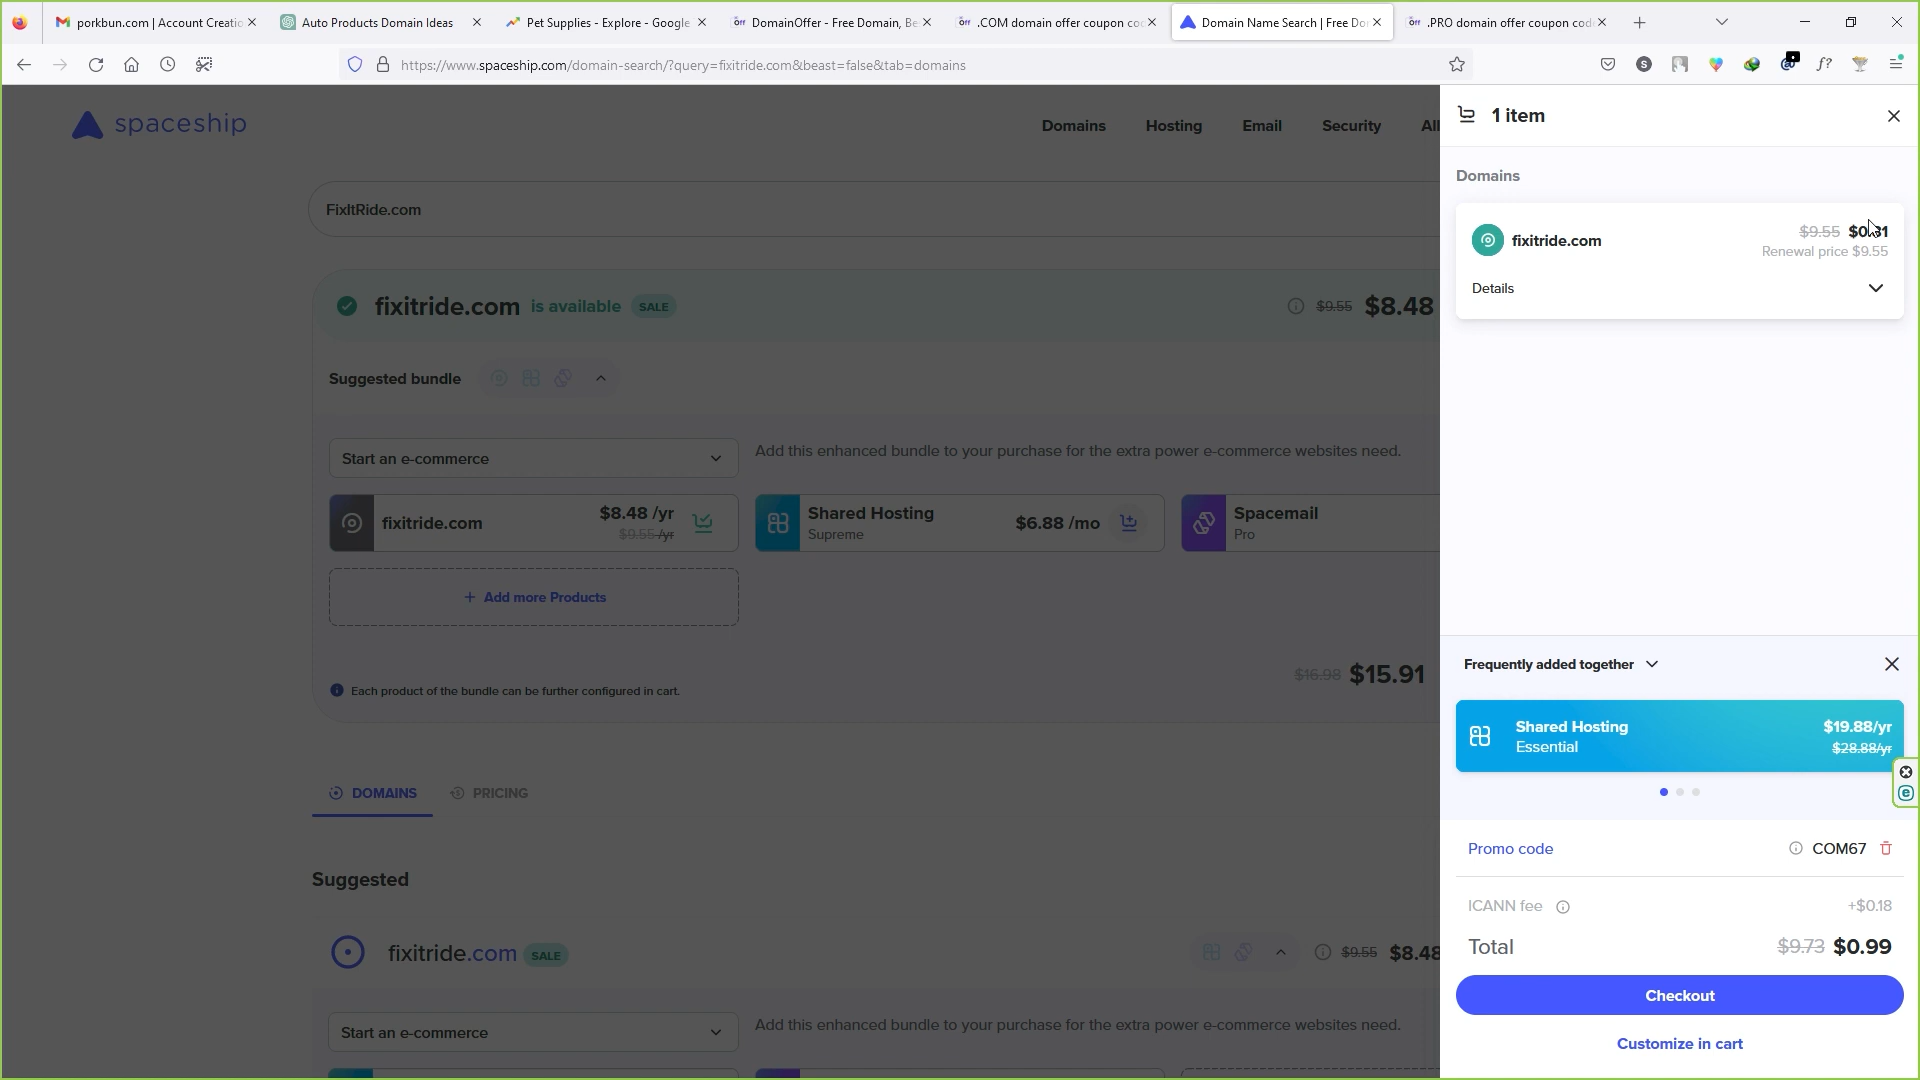 porkbun.com | Account Creatio
Auto Products Domain Ideas
Pet Supplies - Explore - Google
DomainOffer - Free Domain, Be
.COM domain offer coupon co
Domain Name Search | Free Do
.PRO domain offer coupon cod
https://www.spaceship.com/domain-search/?query=fixitride.com&beast=false&tab=domains
spaceship
Domains
Hosting
Email
Security
All
FixItRide.com
fixitride.com is available SALE
$9.55 $8.48
Suggested bundle
Start an e-commerce
Add this enhanced bundle to your purchase for the extra power e-commerce websites need.
fixitride.com
$8.48 /yr
$9.55 /yr
Shared Hosting
Supreme
$6.88 /mo
Spacemail
Pro
+ Add more Products
Each product of the bundle can be further configured in cart.
$16.98 $15.91
DOMAINS
PRICING
Suggested
fixitride.com SALE
$9.55 $8.48
Start an e-commerce
Add this enhanced bundle to your purchase for the extra power e-commerce websites need.
1 item
Domains
fixitride.com
$9.55
Renewal price $9.55
Details
Frequently added together
Shared Hosting
Essential
$19.88/yr
$28.88/yr
Promo code
COM67
ICANN fee
+$0.18
Total
$9.73 $0.99
Checkout
Customize in cart